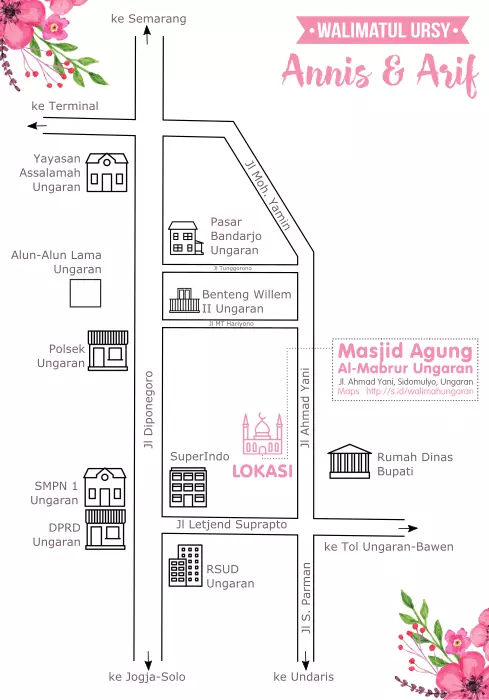 ke Semarang
WALIMATUL URSY
Annis & Arif
ke Terminal
Yayasan
Assalamah
Ungaran
Jl Moh. Yamin
Pasar
Bandarjo
Ungaran
Alun-Alun Lama
Ungaran
Jl Tunggorono
Benteng Willem
II Ungaran
Jl MT Hariyono
Polsek
Ungaran
Jl Diponegoro
Jl Ahmad Yani
Masjid Agung
Al-Mabrur Ungaran
Jl. Ahmad Yani, Sidomulyo, Ungaran
Maps http://s.id/walimahungaran
SuperIndo
LOKASI
Rumah Dinas
Bupati
SMPN 1
Ungaran
DPRD
Ungaran
Jl Letjend Suprapto
ke Tol Ungaran-Bawen
RSUD
Ungaran
Jl S. Parman
ke Jogja-Solo
ke Undaris